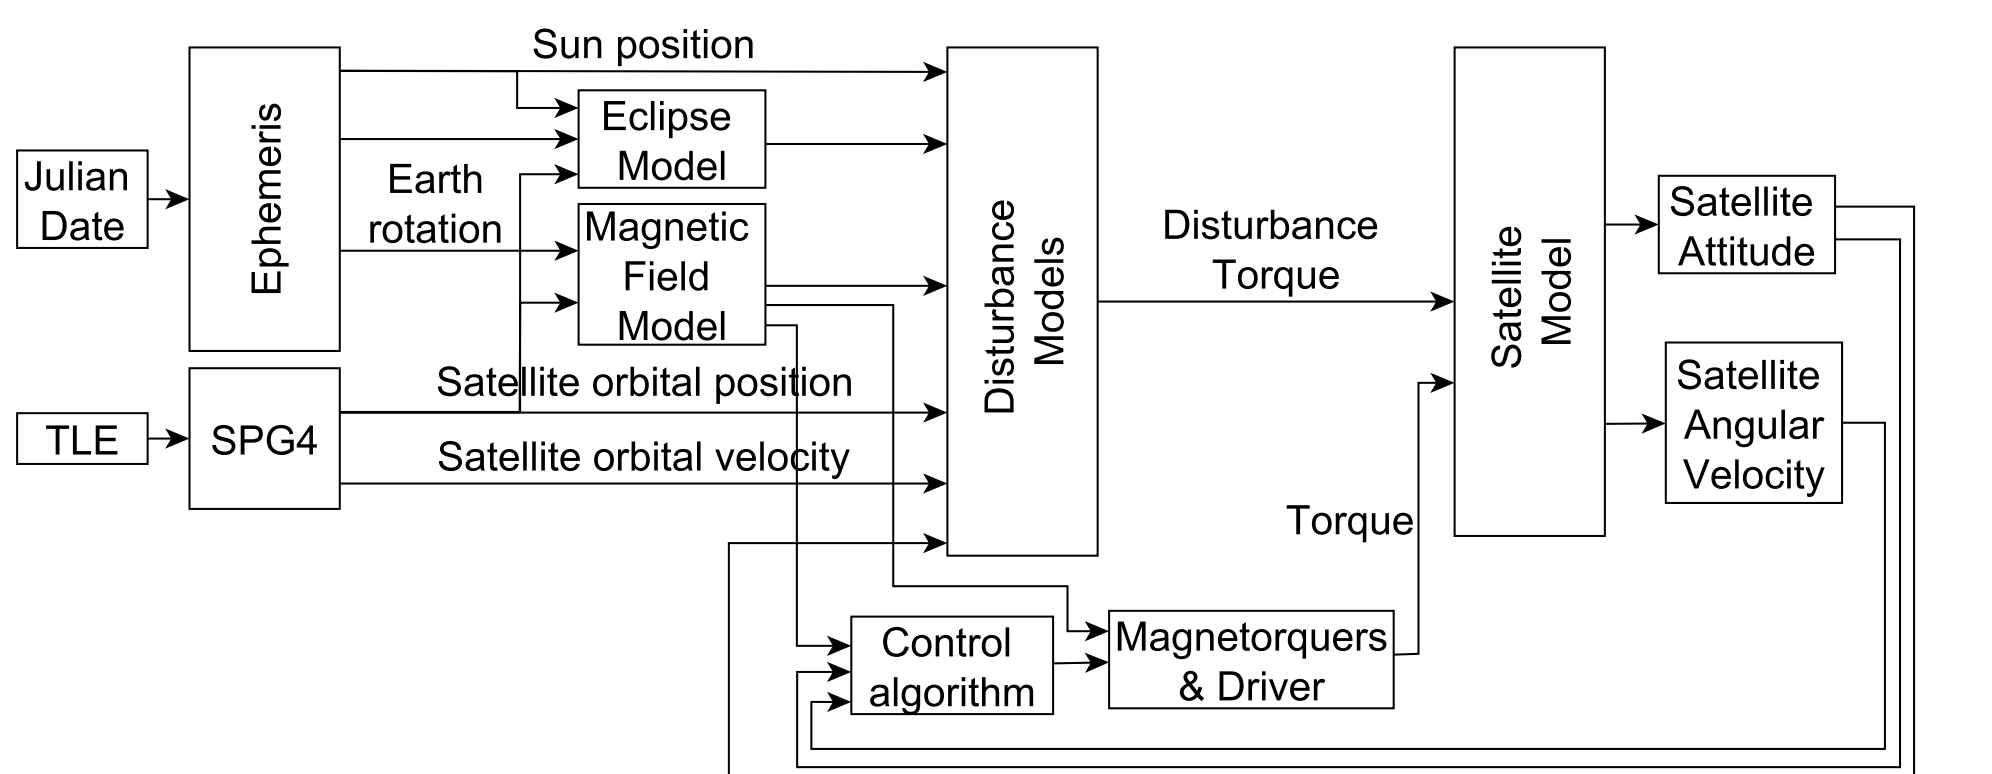 Sun position
Ephemeris
Eclipse
Model
Julian
Date
Earth
rotation
Magnetic
Field
Model
Disturbance
Models
Disturbance
Torque
Satellite
Model
Satellite
Attitude
Satellite
Angular
Velocity
Satellite orbital position
TLE
SPG4
Satellite orbital velocity
Torque
Control
algorithm
Magnetorquers
& Driver